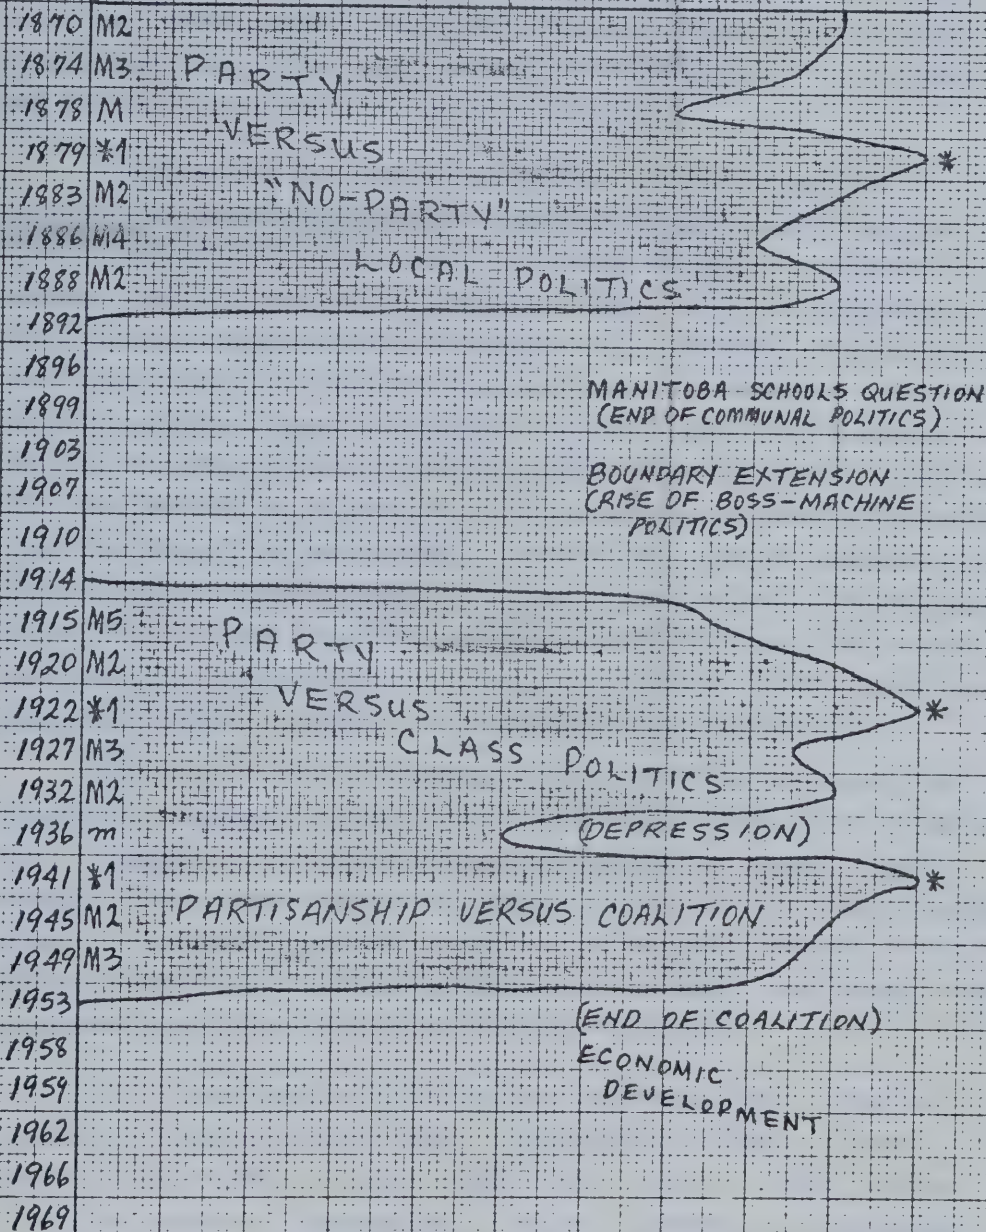 1870 M2
1874 M3 PARTY
1878 M
VERSUS
1879 *1 *
1883 M2 "NO-PARTY"
1886 M4
LOCAL POLITICS
1888 M2
1892
1896
MANITOBA SCHOOLS QUESTION
1899 (END OF COMMUNAL POLITICS)
1903
BOUNDARY EXTENSION
1907 (RISE OF BOSS-MACHINE
POLITICS)
1910
1914
1915 M5 PARTY
1920 M2
VERSUS
1922 *1 *
CLASS POLITICS
1927 M3
1932 M2
1936 m (DEPRESSION)
1941 *1 *
1945 M2 PARTISANSHIP VERSUS COALITION
1949 M3
1953
(END OF COALITION)
1958
ECONOMIC
1959 DEVELOPMENT
1962
1966
1969